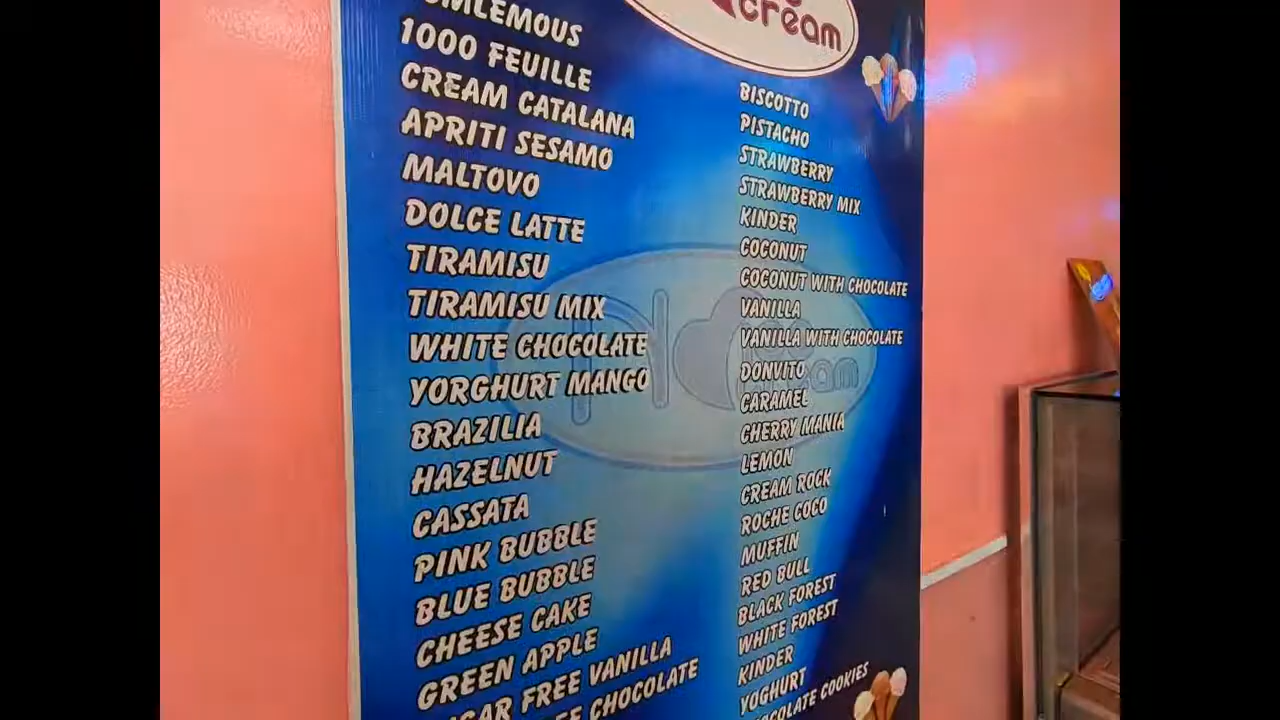 cream
1000 FEUILLE
CREAM CATALANA
APRITI SESAMO
MALTOVO
DOLCE LATTE
TIRAMISU
TIRAMISU MIX
WHITE CHOCOLATE
YORGHURT MANGO
BRAZILIA
HAZELNUT
CASSATA
PINK BUBBLE
BLUE BUBBLE
CHEESE CAKE
GREEN APPLE
FREE VANILLA
CHOCOLATE
BISCOTTO
PISTACHO
STRAWBERRY
STRAWBERRY MIX
KINDER
COCONUT
COCONUT WITH CHOCOLATE
VANILLA
VANILLA WITH CHOCOLATE
DONVITO
CARAMEL
CHERRY MANIA
LEMON
CREAM ROCK
ROCHE COCO
MUFFIN
RED BULL
BLACK FOREST
WHITE FOREST
KINDER
YOGHURT
COOKIES